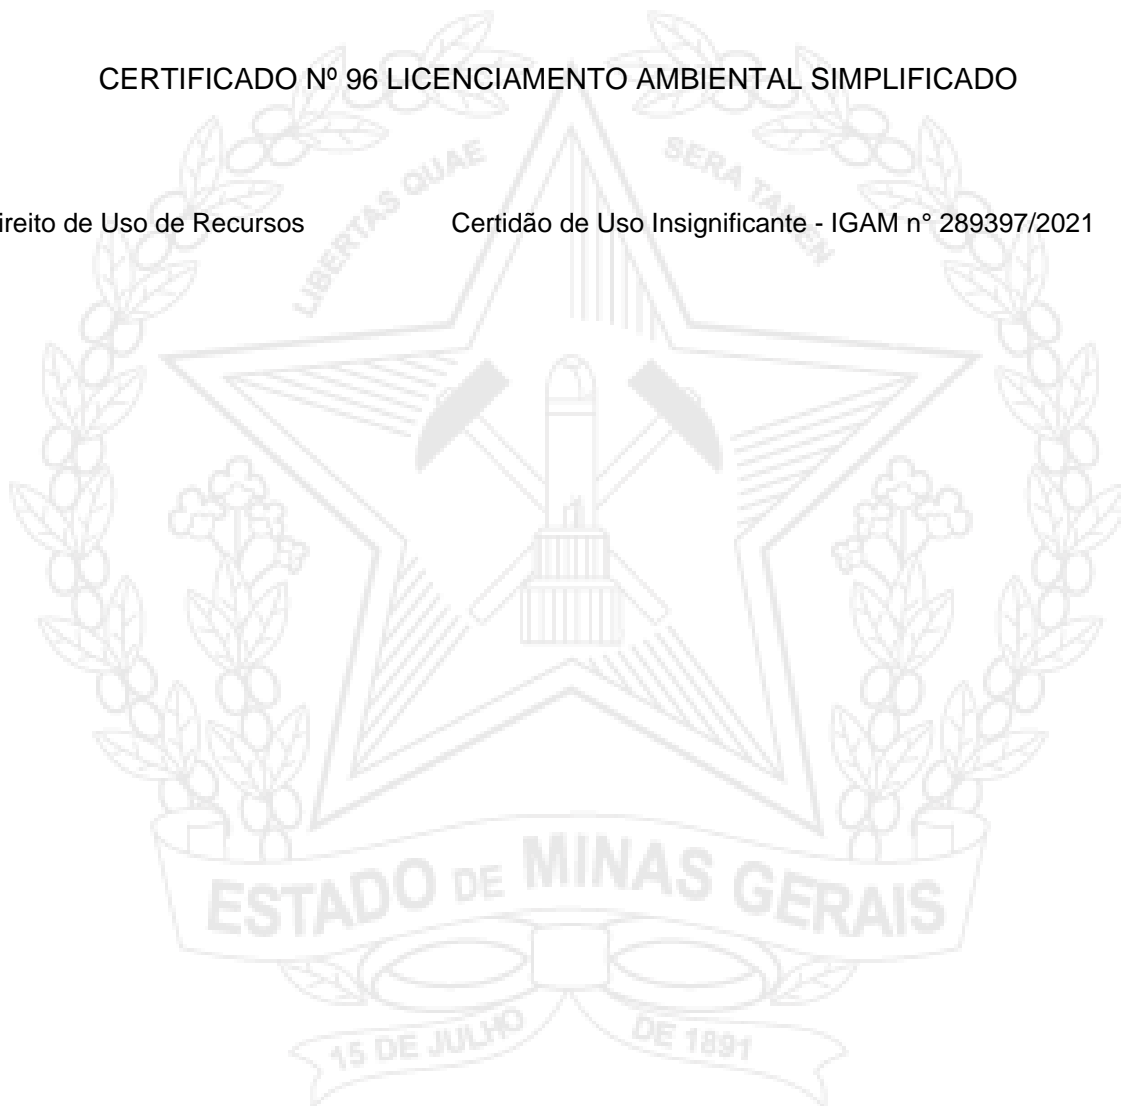 CERTIFICADO Nº 96 LICENCIAMENTO AMBIENTAL SIMPLIFICADO
LIBERTAS QUAE SERA TAMEN
ireito de Uso de Recursos Certidão de Uso Insignificante - IGAM n° 289397/2021
ESTADO DE MINAS GERAIS
15 DE JULHO DE 1891